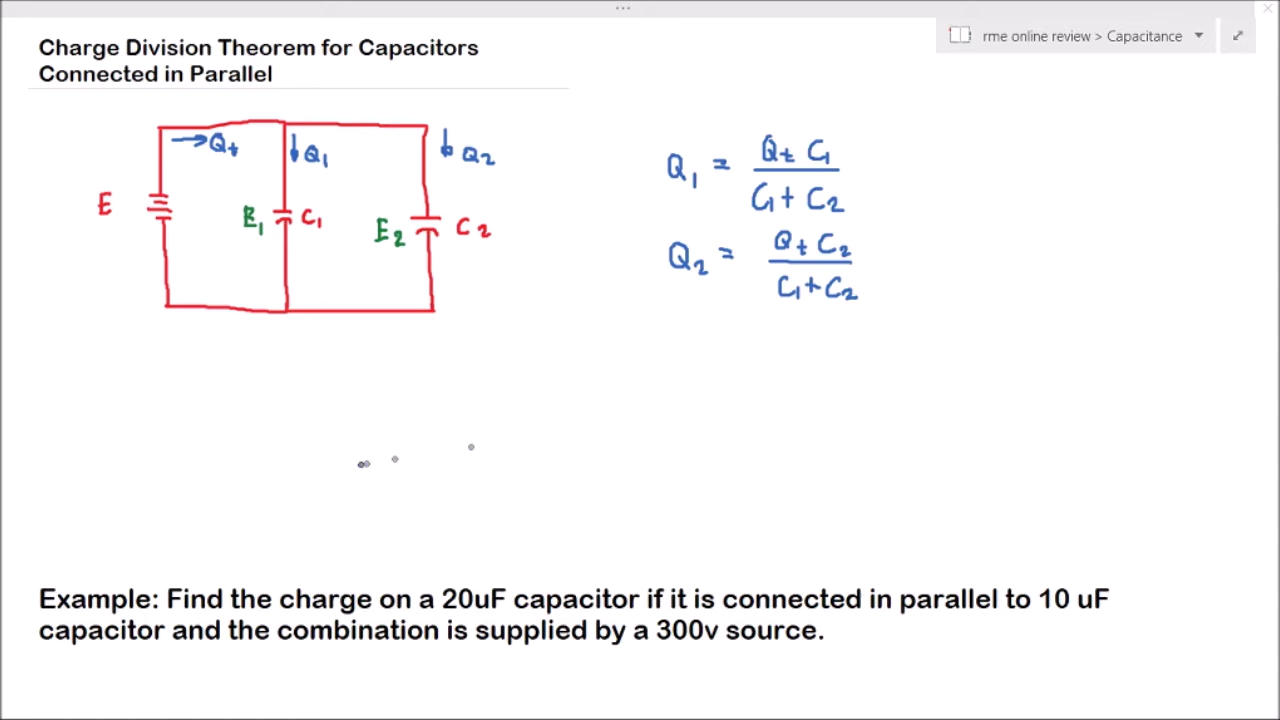 rme online review > Capacitance
Charge Division Theorem for Capacitors
Connected in Parallel
→Qt
↓Q1
↓Q2
E
E1
C1
E2
C2
Q1 = Qt C1 / C1 + C2
Q2 = Qt C2 / C1 + C2
Example: Find the charge on a 20uF capacitor if it is connected in parallel to 10 uF
capacitor and the combination is supplied by a 300v source.